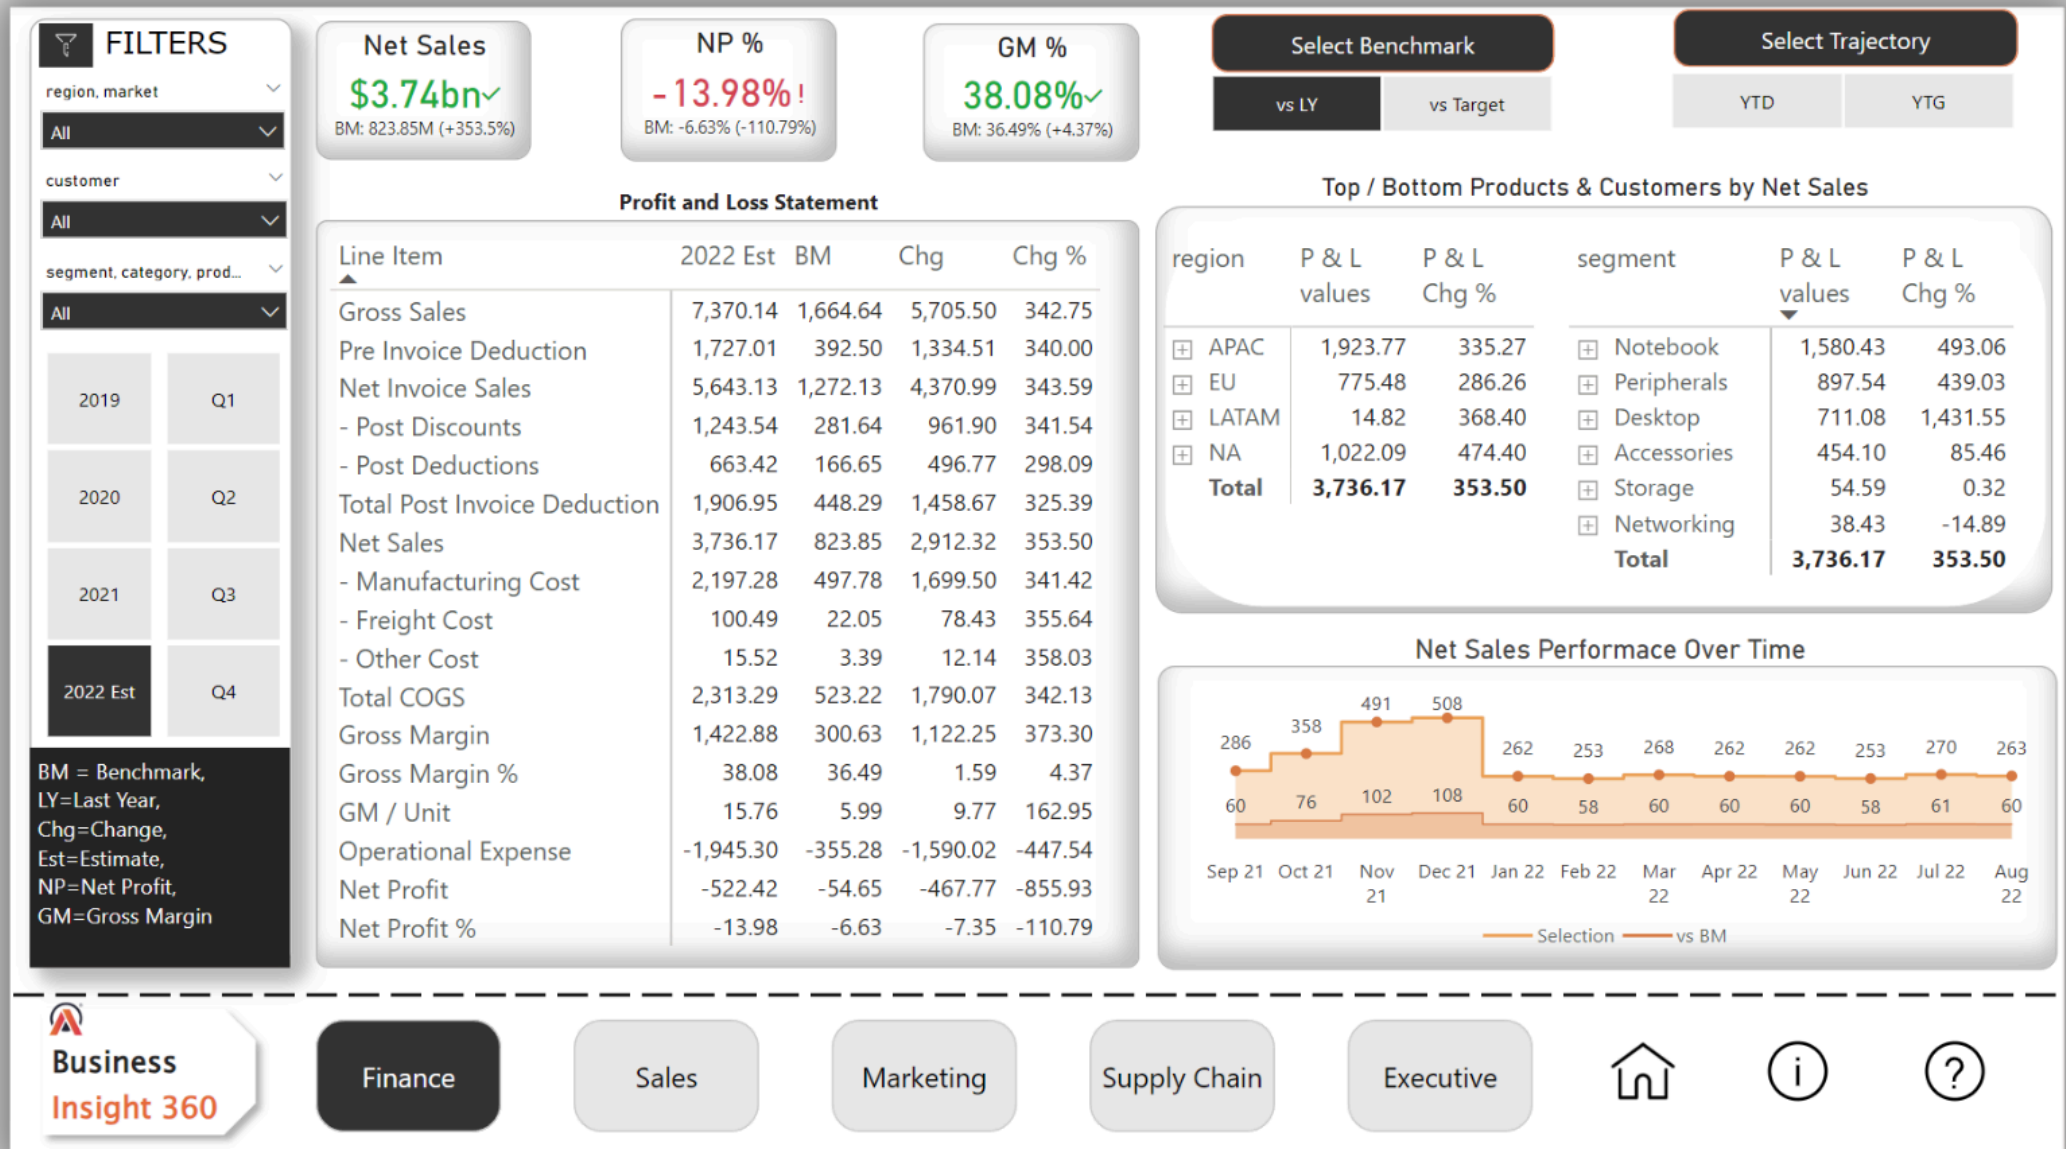 FILTERS
region, market
All
customer
All
segment, category, prod...
All
2019 Q1
2020 Q2
2021 Q3
2022 Est Q4
BM = Benchmark,
LY=Last Year,
Chg=Change,
Est=Estimate,
NP=Net Profit,
GM=Gross Margin
Net Sales
$3.74bn✓
BM: 823.85M (+353.5%)
NP %
-13.98%!
BM: -6.63% (-110.79%)
GM %
38.08%✓
BM: 36.49% (+4.37%)
Select Benchmark
vs LY vs Target
Select Trajectory
YTD YTG
Profit and Loss Statement
Line Item 2022 Est BM Chg Chg %
Gross Sales 7,370.14 1,664.64 5,705.50 342.75
Pre Invoice Deduction 1,727.01 392.50 1,334.51 340.00
Net Invoice Sales 5,643.13 1,272.13 4,370.99 343.59
- Post Discounts 1,243.54 281.64 961.90 341.54
- Post Deductions 663.42 166.65 496.77 298.09
Total Post Invoice Deduction 1,906.95 448.29 1,458.67 325.39
Net Sales 3,736.17 823.85 2,912.32 353.50
- Manufacturing Cost 2,197.28 497.78 1,699.50 341.42
- Freight Cost 100.49 22.05 78.43 355.64
- Other Cost 15.52 3.39 12.14 358.03
Total COGS 2,313.29 523.22 1,790.07 342.13
Gross Margin 1,422.88 300.63 1,122.25 373.30
Gross Margin % 38.08 36.49 1.59 4.37
GM / Unit 15.76 5.99 9.77 162.95
Operational Expense -1,945.30 -355.28 -1,590.02 -447.54
Net Profit -522.42 -54.65 -467.77 -855.93
Net Profit % -13.98 -6.63 -7.35 -110.79
Top / Bottom Products & Customers by Net Sales
region P & L values P & L Chg %
APAC 1,923.77 335.27
EU 775.48 286.26
LATAM 14.82 368.40
NA 1,022.09 474.40
Total 3,736.17 353.50
segment P & L values P & L Chg %
Notebook 1,580.43 493.06
Peripherals 897.54 439.03
Desktop 711.08 1,431.55
Accessories 454.10 85.46
Storage 54.59 0.32
Networking 38.43 -14.89
Total 3,736.17 353.50
Net Sales Performace Over Time
286 358 491 508 262 253 268 262 262 253 270 263
60 76 102 108 60 58 60 60 60 58 61 60
Sep 21 Oct 21 Nov 21 Dec 21 Jan 22 Feb 22 Mar 22 Apr 22 May 22 Jun 22 Jul 22 Aug 22
Selection vs BM
Business
Insight 360
Finance Sales Marketing Supply Chain Executive i ?